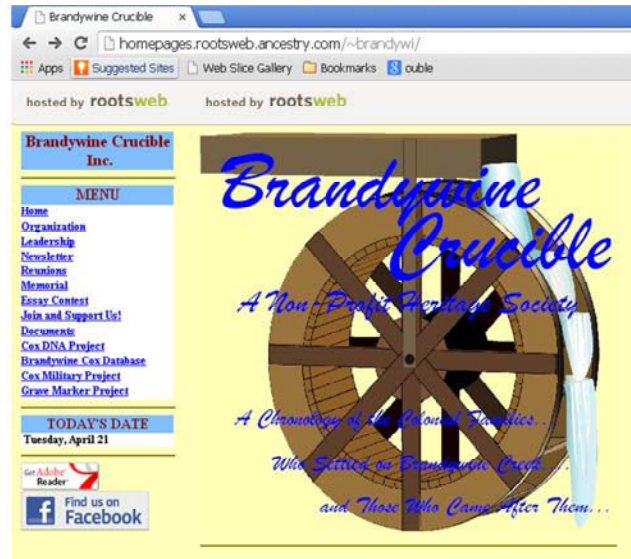 Brandywine Crucible
homepages.rootsweb.ancestry.com/~brandywi/
Apps Suggested Sites Web Slice Gallery Bookmarks ouble
hosted by rootsweb hosted by rootsweb
Brandywine Crucible
Inc.
MENU
Home
Organization
Leadership
Newsletter
Reunions
Memorial
Essay Contest
Join and Support Us!
Documents
Cox DNA Project
Brandywine Cox Database
Cox Military Project
Grave Marker Project
TODAY'S DATE
Tuesday, April 21
Get Adobe
Reader
Find us on
Facebook
Brandywine
Crucible
A Non-Profit Heritage Society
A Chronology of the Colonial Families...
Who Settled on Brandywine Creek.....
and Those Who Came After Them...